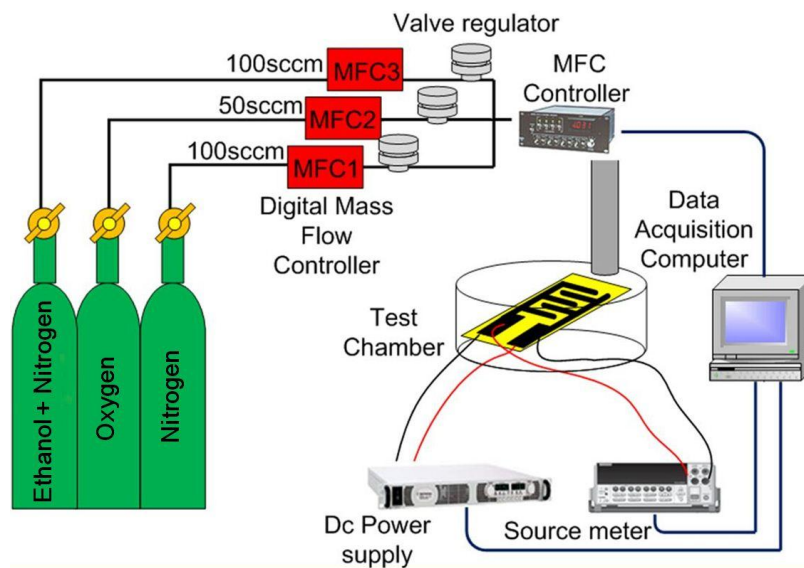 Valve regulator
100sccm
MFC3
MFC
Controller
50sccm
MFC2
100sccm
MFC1
Digital Mass
Flow
Controller
Data
Acquisition
Computer
Test
Chamber
Ethanol + Nitrogen
Oxygen
Nitrogen
Dc Power
supply
Source meter